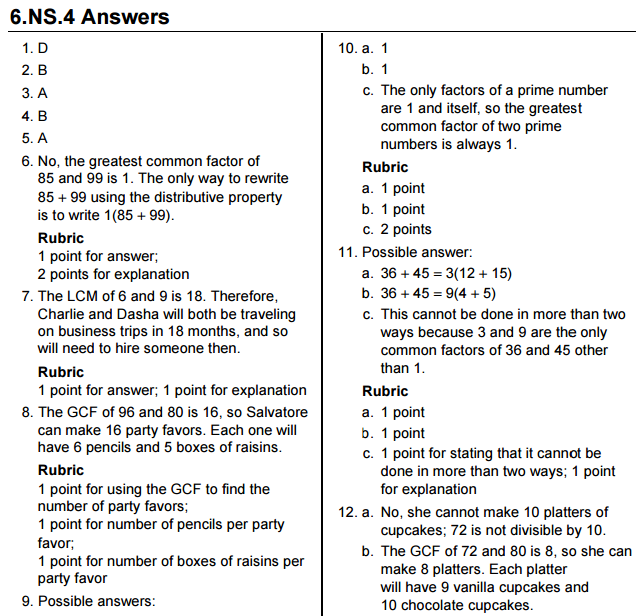 6.NS.4 Answers
1. D
2. B
3. A
4. B
5. A
6. No, the greatest common factor of
85 and 99 is 1. The only way to rewrite
85 + 99 using the distributive property
is to write 1(85 + 99).
Rubric
1 point for answer;
2 points for explanation
7. The LCM of 6 and 9 is 18. Therefore,
Charlie and Dasha will both be traveling
on business trips in 18 months, and so
will need to hire someone then.
Rubric
1 point for answer; 1 point for explanation
8. The GCF of 96 and 80 is 16, so Salvatore
can make 16 party favors. Each one will
have 6 pencils and 5 boxes of raisins.
Rubric
1 point for using the GCF to find the
number of party favors;
1 point for number of pencils per party
favor;
1 point for number of boxes of raisins per
party favor
9. Possible answers:
10. a. 1
b. 1
c. The only factors of a prime number
are 1 and itself, so the greatest
common factor of two prime
numbers is always 1.
Rubric
a. 1 point
b. 1 point
c. 2 points
11. Possible answer:
a. 36 + 45 = 3(12 + 15)
b. 36 + 45 = 9(4 + 5)
c. This cannot be done in more than two
ways because 3 and 9 are the only
common factors of 36 and 45 other
than 1.
Rubric
a. 1 point
b. 1 point
c. 1 point for stating that it cannot be
done in more than two ways; 1 point
for explanation
12. a. No, she cannot make 10 platters of
cupcakes; 72 is not divisible by 10.
b. The GCF of 72 and 80 is 8, so she can
make 8 platters. Each platter
will have 9 vanilla cupcakes and
10 chocolate cupcakes.